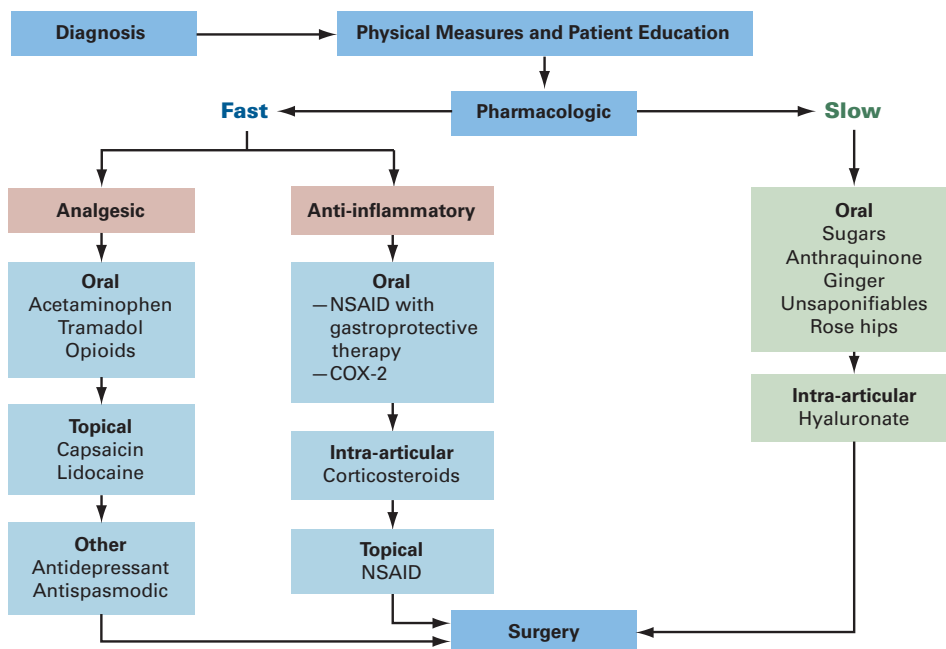 Diagnosis
Physical Measures and Patient Education
Fast
Pharmacologic
Slow
Analgesic
Oral
Acetaminophen
Tramadol
Opioids
Topical
Capsaicin
Lidocaine
Other
Antidepressant
Antispasmodic
Anti-inflammatory
Oral
—NSAID with
gastroprotective
therapy
—COX-2
Intra-articular
Corticosteroids
Topical
NSAID
Oral
Sugars
Anthraquinone
Ginger
Unsaponifiables
Rose hips
Intra-articular
Hyaluronate
Surgery